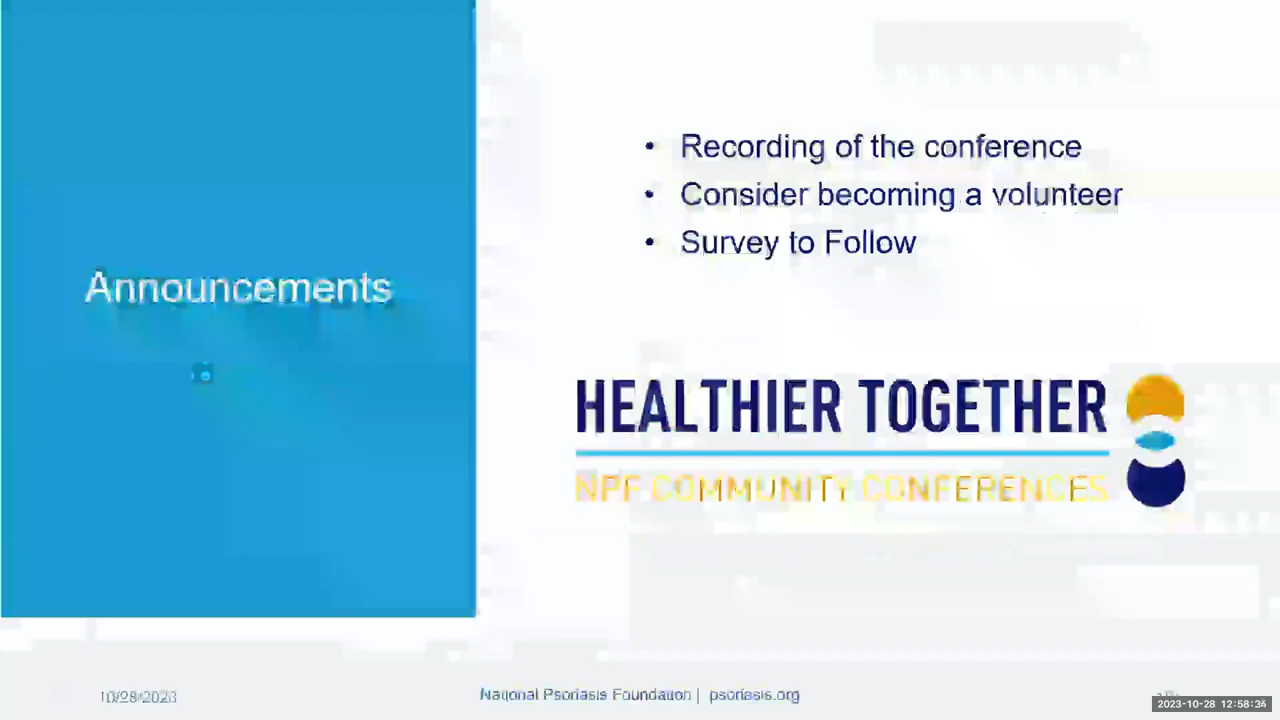 Announcements
• Recording of the conference
• Consider becoming a volunteer
• Survey to Follow
HEALTHIER TOGETHER
NPF COMMUNITY CONFERENCES
10/28/2023
National Psoriasis Foundation | psoriasis.org
2023-10-28 12:58:34